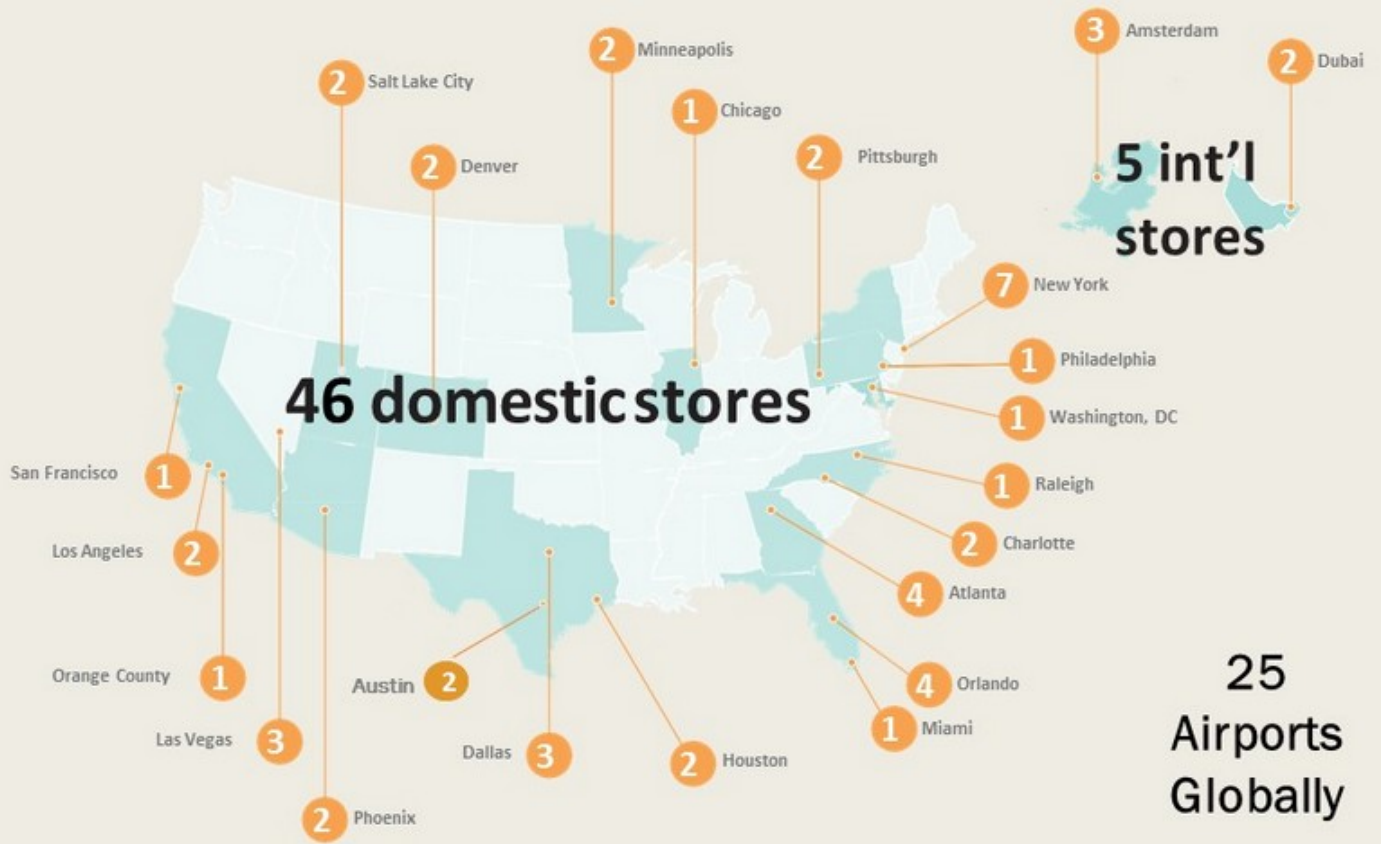 3 Amsterdam
2 Minneapolis
2 Dubai
2 Salt Lake City
1 Chicago
2 Pittsburgh
2 Denver
5 int'l
stores
7 New York
1 Philadelphia
46 domestic stores
1 Washington, DC
San Francisco 1
1 Raleigh
2 Charlotte
Los Angeles 2
4 Atlanta
Orange County 1
Austin 2
4 Orlando
1 Miami
Las Vegas 3
Dallas 3
2 Houston
2 Phoenix
25
Airports
Globally